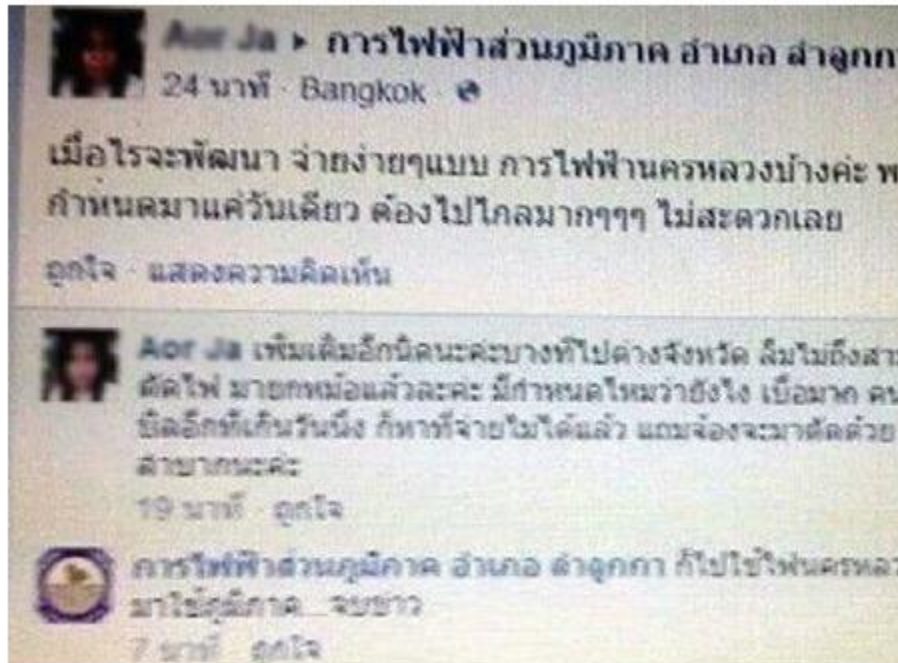 Aor Ja ▸ การไฟฟ้าส่วนภูมิภาค อำเภอ ลำลูกก
24 นาที · Bangkok ·
เมื่อไรจะพัฒนา จ่ายง่ายๆแบบ การไฟฟ้านครหลวงบ้างค่ะ พ
กำหนดมาแค่วันเดียว ต้องไปไกลมากๆๆๆ ไม่สะดวกเลย
ถูกใจ · แสดงความคิดเห็น
Aor Ja เพิ่มเติมอีกนิดนะคะบางทีไปต่างจังหวัด ลืมไม่ถึงสา
ตัดไฟ มายกหม้อแล้วละค่ะ มีกำหนดไหมว่ายังไง เบื่อมาก คน
บิลอีกที่เกินวันนึง ก็หาที่จ่ายไม่ได้แล้ว แถมจ้องจะมาตัดด้วย
ลำบากนะค่ะ
19 นาที · ถูกใจ
การไฟฟ้าส่วนภูมิภาค อำเภอ ลำลูกกา ก็ไปใช้ไฟนครหลว
มาใช้ภูมิภาค...จบข่าว
7 นาที · ถูกใจ